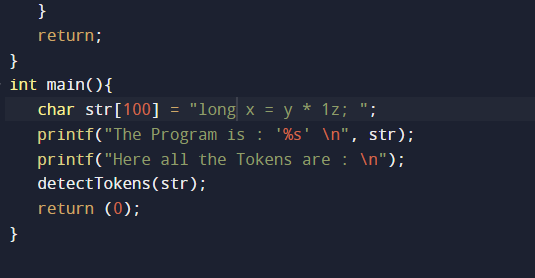 }
return;
}
int main(){
char str[100] = "long x = y * 1z; ";
printf("The Program is : '%s' \n", str);
printf("Here all the Tokens are : \n");
detectTokens(str);
return (0);
}